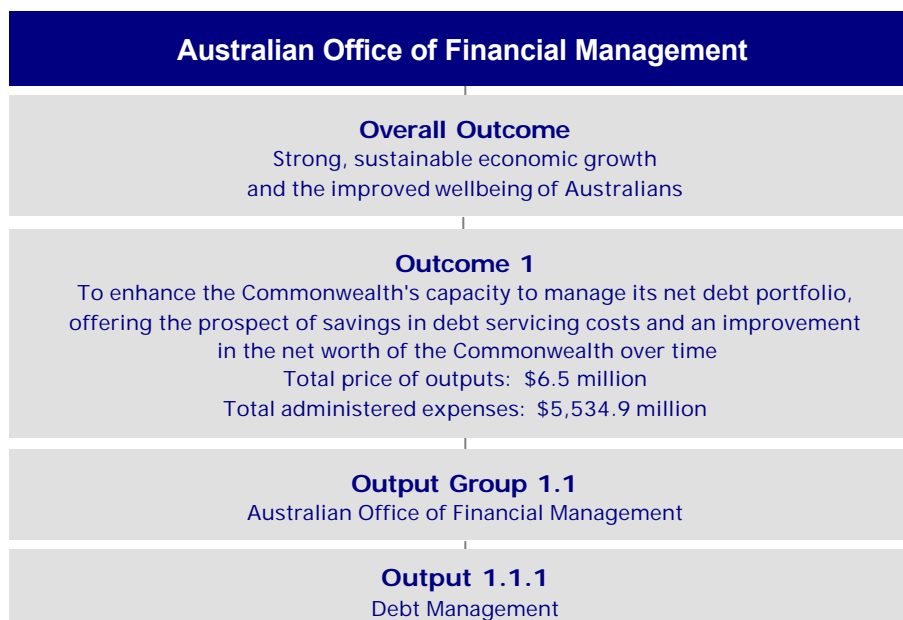 Australian Office of Financial Management
Overall Outcome
Strong, sustainable economic growth
and the improved wellbeing of Australians
Outcome 1
To enhance the Commonwealth's capacity to manage its net debt portfolio,
offering the prospect of savings in debt servicing costs and an improvement
in the net worth of the Commonwealth over time
Total price of outputs: $6.5 million
Total administered expenses: $5,534.9 million
Output Group 1.1
Australian Office of Financial Management
Output 1.1.1
Debt Management